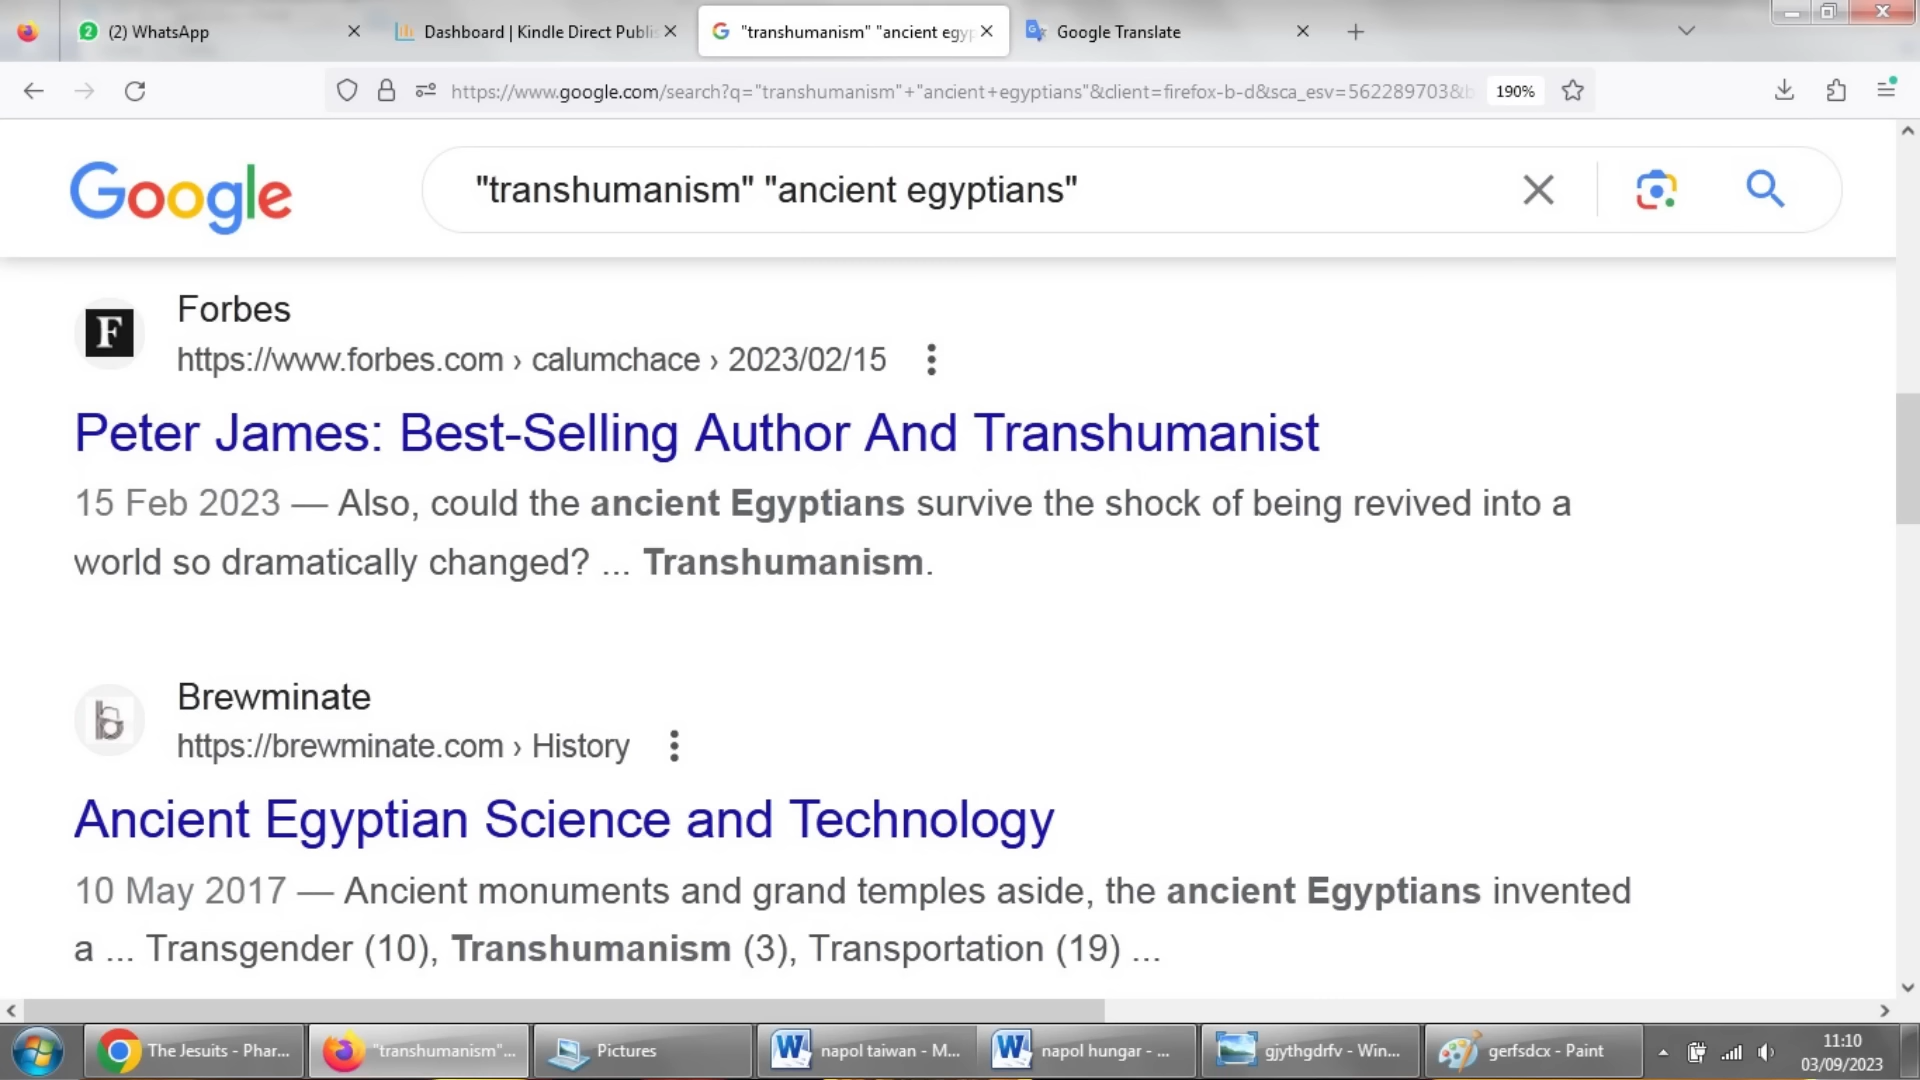 (2) WhatsApp
Dashboard | Kindle Direct Publis
"transhumanism" "ancient egyp
Google Translate
https://www.google.com/search?q="transhumanism"+"ancient+egyptians"&client=firefox-b-d&sca_esv=562289703&
190%
Google
"transhumanism" "ancient egyptians"
Forbes
https://www.forbes.com › calumchace › 2023/02/15
Peter James: Best-Selling Author And Transhumanist
15 Feb 2023 — Also, could the ancient Egyptians survive the shock of being revived into a
world so dramatically changed? ... Transhumanism.
Brewminate
https://brewminate.com › History
Ancient Egyptian Science and Technology
10 May 2017 — Ancient monuments and grand temples aside, the ancient Egyptians invented
a ... Transgender (10), Transhumanism (3), Transportation (19) ...
The Jesuits - Phar...
"transhumanism"...
Pictures
napol taiwan - M...
napol hungar - ...
gjythgdrfv - Win...
gerfsdcx - Paint
11:10
03/09/2023